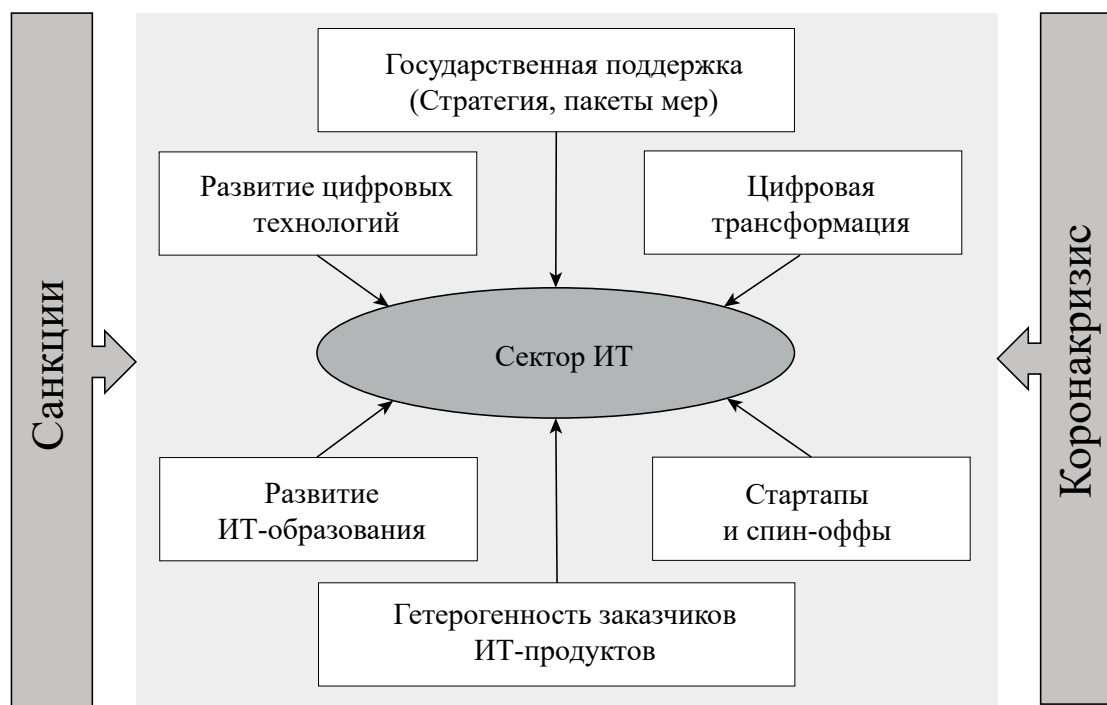 Санкции
Государственная поддержка
(Стратегия, пакеты мер)
Развитие цифровых
технологий
Цифровая
трансформация
Сектор ИТ
Развитие
ИТ-образования
Стартапы
и спин-оффы
Гетерогенность заказчиков
ИТ-продуктов
Коронакризис